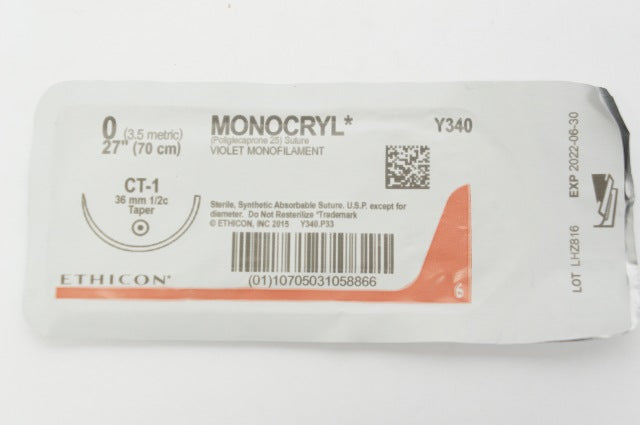 0 (3.5 metric)
27" (70 cm)
MONOCRYL*
(Poliglecaprone 25) Suture
VIOLET MONOFILAMENT
Y340
CT-1
36 mm 1/2c
Taper
Sterile, Synthetic Absorbable Suture. U.S.P. except for
diameter. Do Not Resterilize *Trademark
© ETHICON, INC 2015 Y340.P33
(01)10705031058866
ETHICON®
6
EXP 2022-06-30
LOT LHZ816